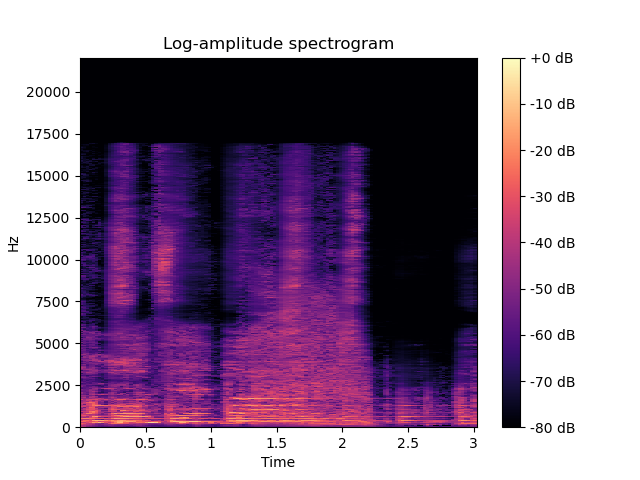 Log-amplitude spectrogram
Hz
20000
17500
15000
12500
10000
7500
5000
2500
0
0 0.5 1 1.5 2 2.5 3
Time
+0 dB
-10 dB
-20 dB
-30 dB
-40 dB
-50 dB
-60 dB
-70 dB
-80 dB